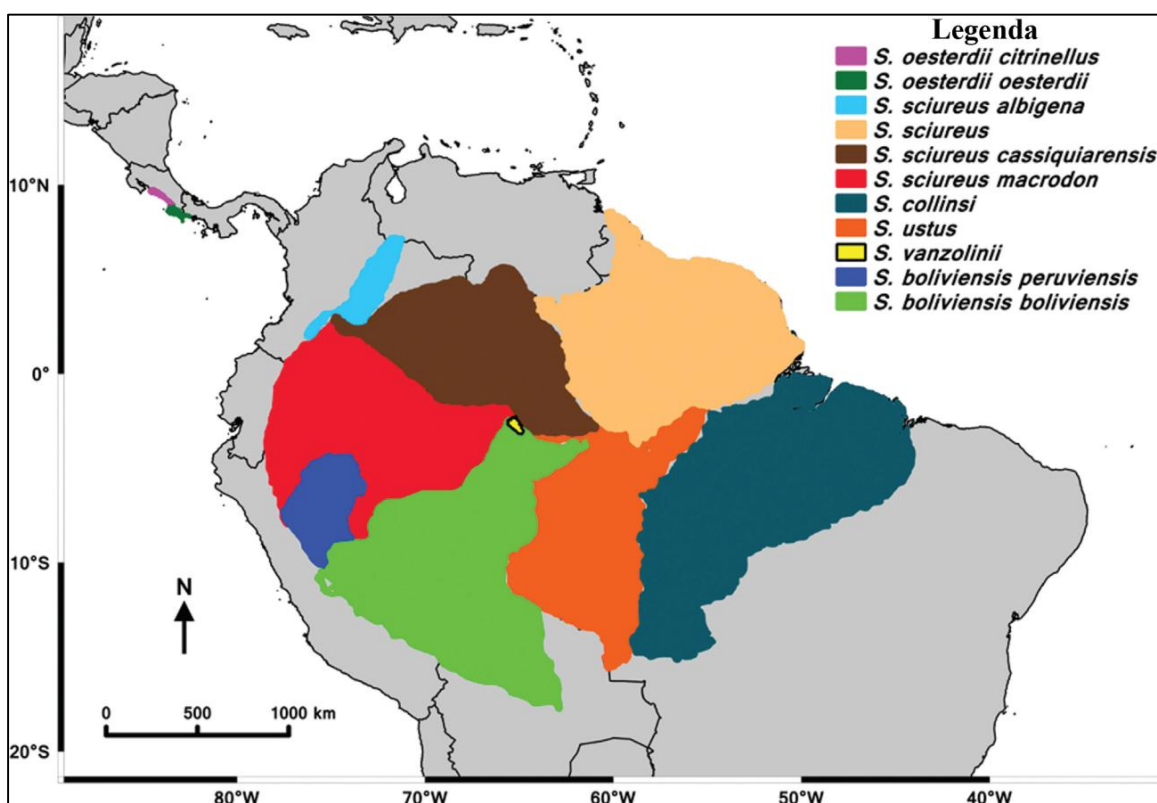 Legenda
S. oesterdii citrinellus
S. oesterdii oesterdii
S. sciureus albigena
S. sciureus
S. sciureus cassiquiarensis
S. sciureus macrodon
S. collinsi
S. ustus
S. vanzolinii
S. boliviensis peruviensis
S. boliviensis boliviensis
10°N
0°
10°S
20°S
N
0 500 1000 km
80°W 70°W 60°W 50°W 40°W